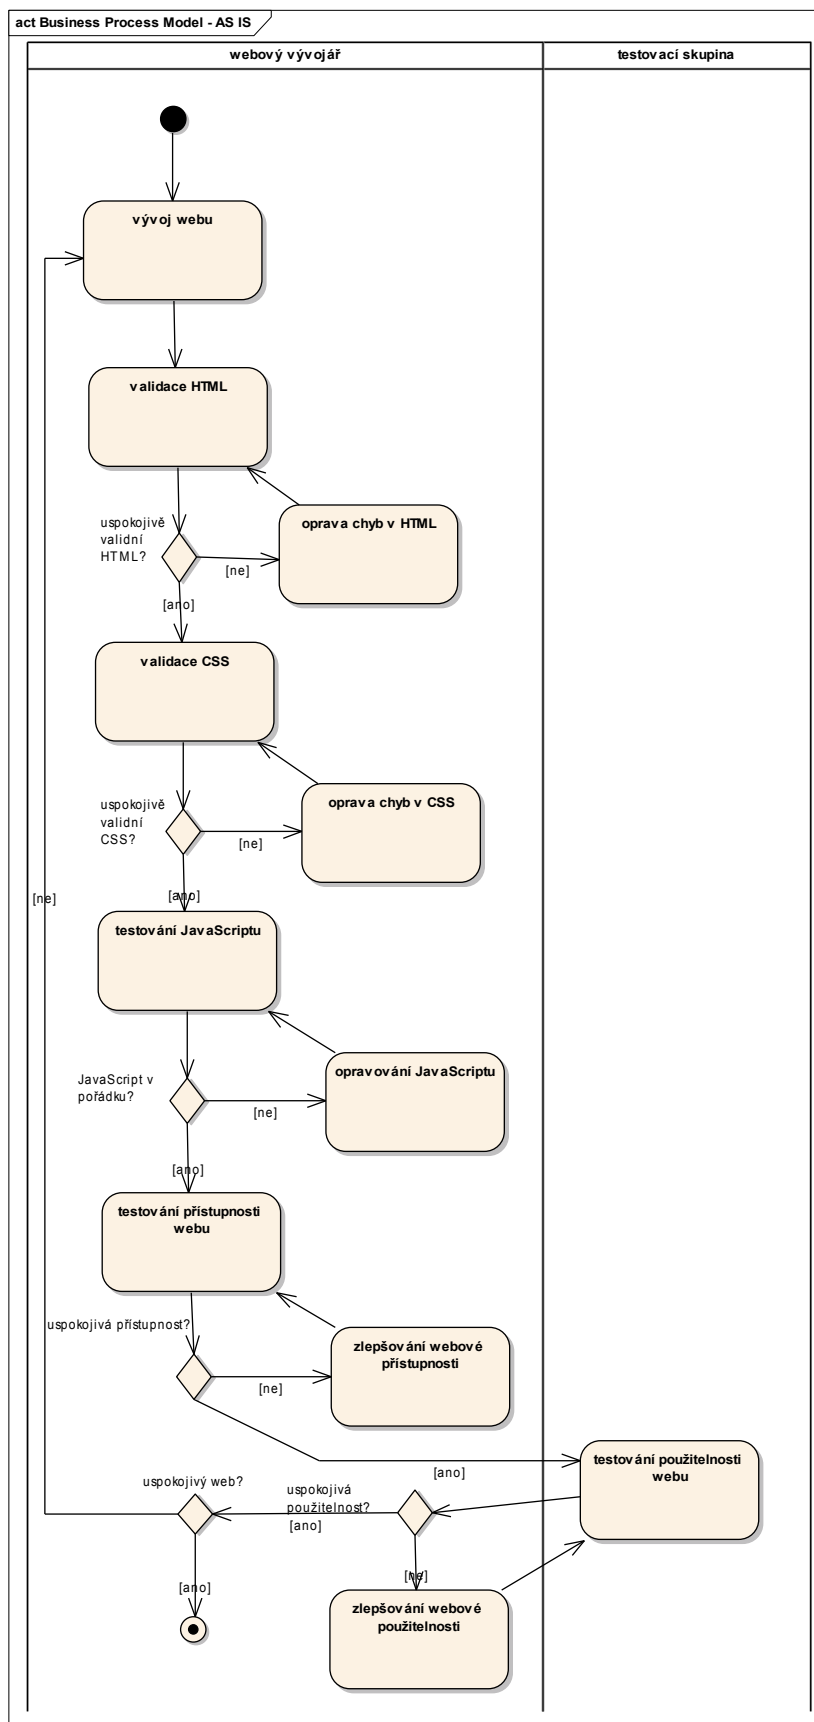 act Business Process Model - AS IS
webový vývojář
testovací skupina
vývoj webu
validace HTML
uspokojivě
validní
HTML?
oprava chyb v HTML
[ne]
[ano]
validace CSS
uspokojivě
validní
CSS?
oprava chyb v CSS
[ne]
[ne]
[ano]
testování JavaScriptu
JavaScript v
pořádku?
opravování JavaScriptu
[ne]
[ano]
testování přístupnosti
webu
uspokojivá přístupnost?
zlepšování webové
přístupnosti
[ne]
testování použitelnosti
webu
[ano]
uspokojivý web?
uspokojivá
použitelnost?
[ano]
[ne]
[ano]
zlepšování webové
použitelnosti